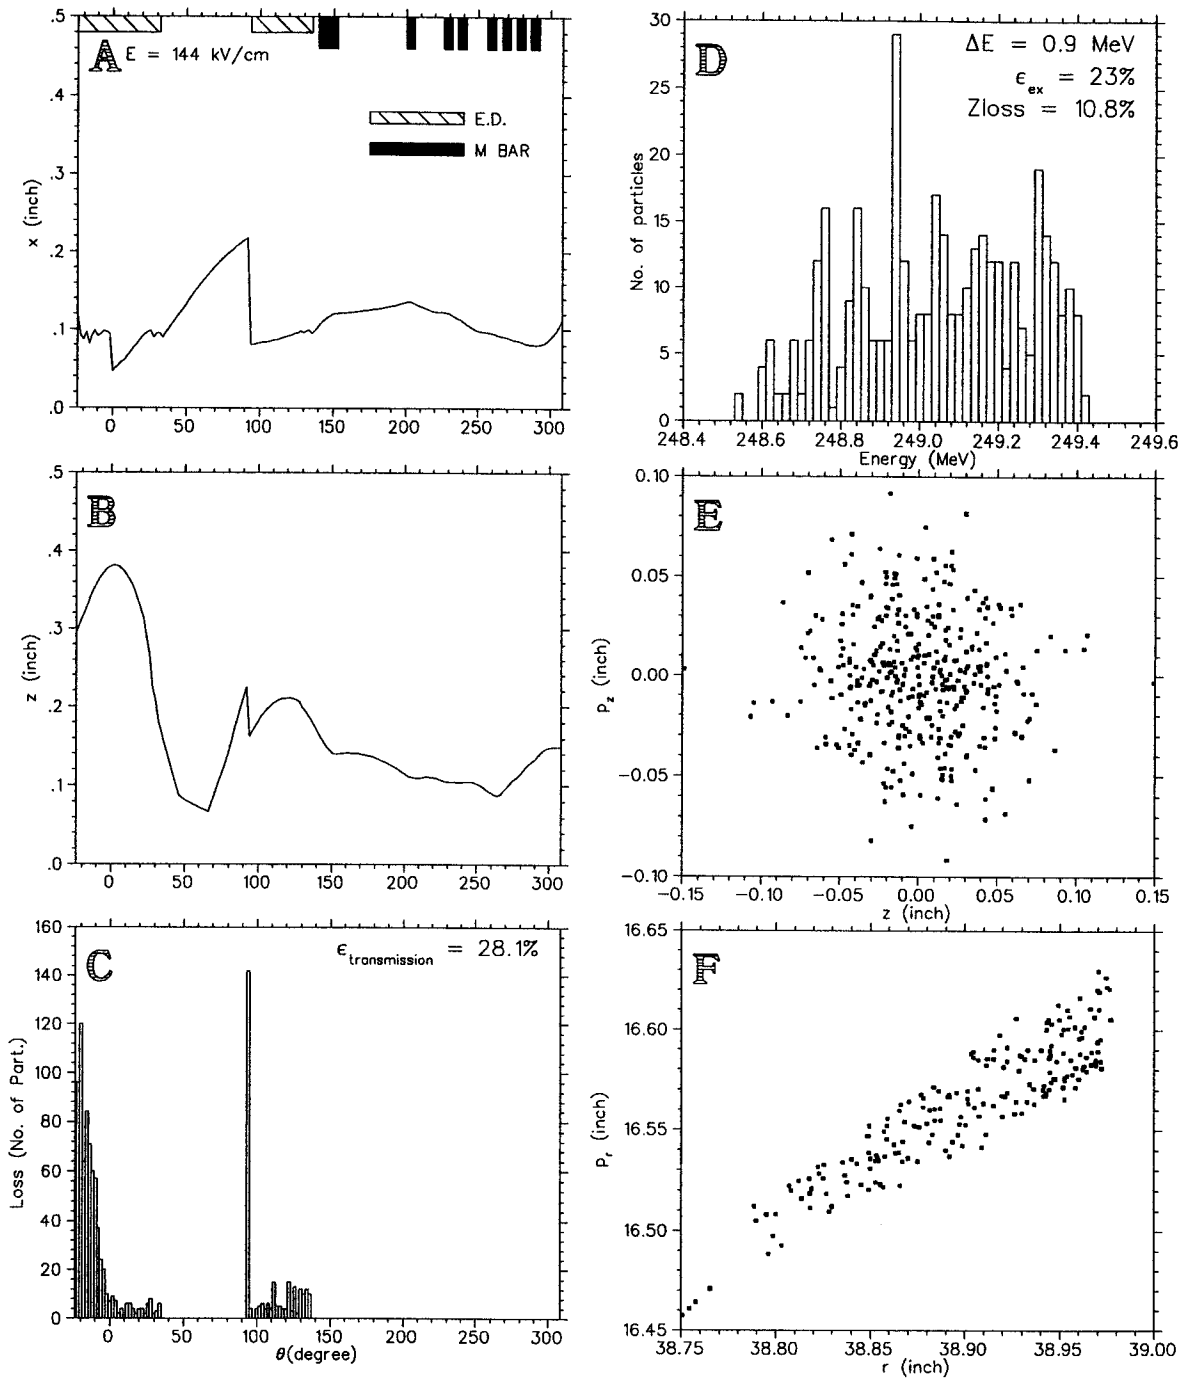 .5
.4
.3
.2
.1
.0
x (inch)
A
E = 144 kV/cm
E.D.
M BAR
0 50 100 150 200 250 300
30
25
20
15
10
5
0
No. of particles
D
ΔE = 0.9 MeV
ϵex = 23%
Zloss = 10.8%
248.4 248.6 248.8 249.0 249.2 249.4 249.6
Energy (MeV)
.5
.4
.3
.2
.1
.0
z (inch)
B
0 50 100 150 200 250 300
0.10
0.05
0.00
−0.05
−0.10
Pz (inch)
E
−0.15 −0.10 −0.05 0.00 0.05 0.10 0.15
z (inch)
160
140
120
100
80
60
40
20
0
Loss (No. of Part.)
C
ϵtransmission = 28.1%
0 50 100 150 200 250 300
θ(degree)
16.65
16.60
16.55
16.50
16.45
Pr (inch)
F
38.75 38.80 38.85 38.90 38.95 39.00
r (inch)